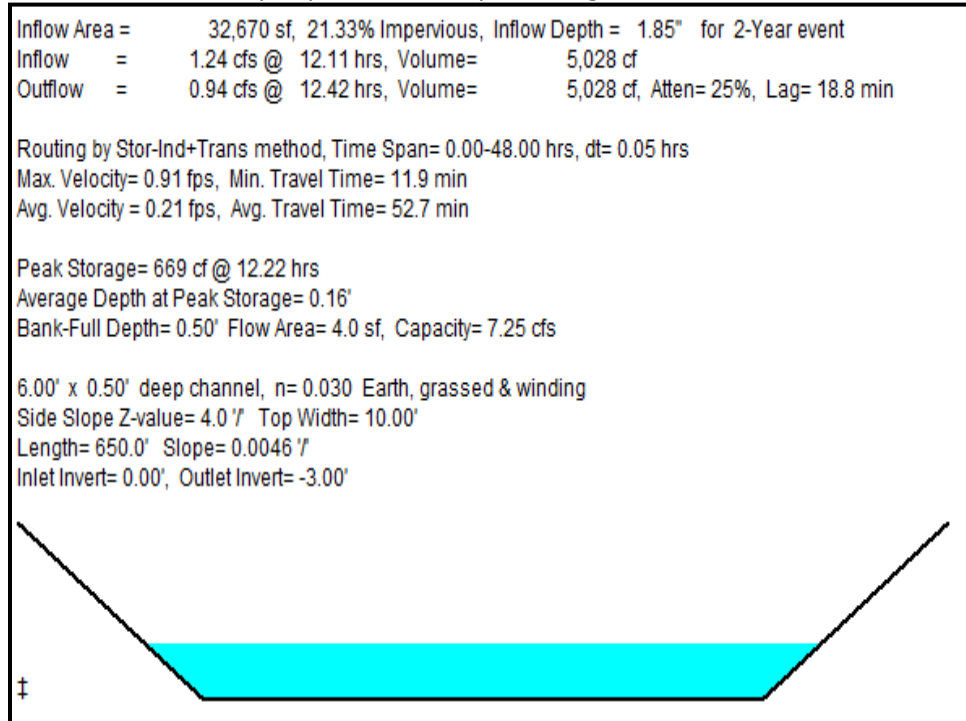 Inflow Area = 32,670 sf, 21.33% Impervious, Inflow Depth = 1.85" for 2-Year event
Inflow = 1.24 cfs @ 12.11 hrs, Volume= 5,028 cf
Outflow = 0.94 cfs @ 12.42 hrs, Volume= 5,028 cf, Atten= 25%, Lag= 18.8 min
Routing by Stor-Ind+Trans method, Time Span= 0.00-48.00 hrs, dt= 0.05 hrs
Max. Velocity= 0.91 fps, Min. Travel Time= 11.9 min
Avg. Velocity = 0.21 fps, Avg. Travel Time= 52.7 min
Peak Storage= 669 cf @ 12.22 hrs
Average Depth at Peak Storage= 0.16'
Bank-Full Depth= 0.50' Flow Area= 4.0 sf, Capacity= 7.25 cfs
6.00' x 0.50' deep channel, n= 0.030 Earth, grassed & winding
Side Slope Z-value= 4.0 '/' Top Width= 10.00'
Length= 650.0' Slope= 0.0046 '/'
Inlet Invert= 0.00', Outlet Invert= -3.00'
‡